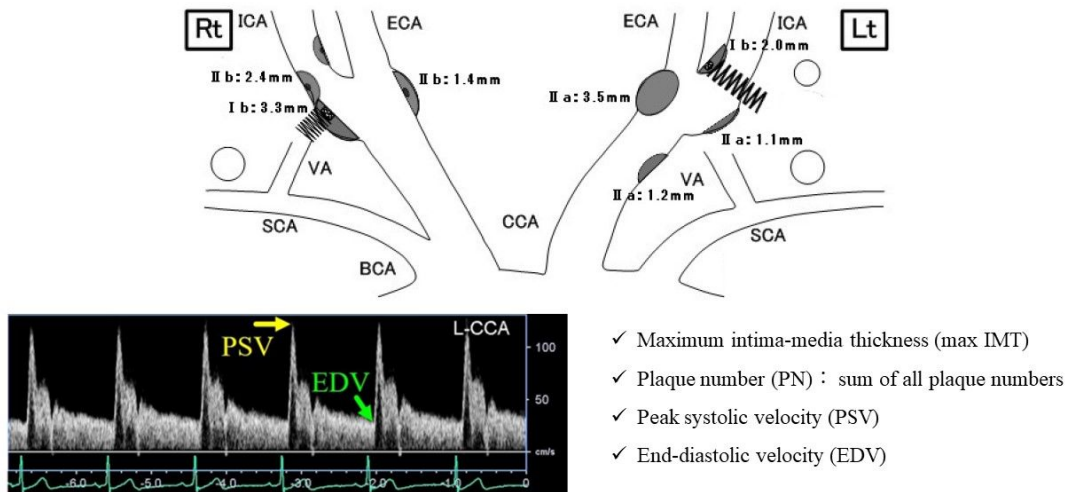 Rt
ICA
ECA
ECA
ICA
Lt
Ⅰb:2.0mm
Ⅱb:2.4mm
Ⅱb:1.4mm
Ⅱa:3.5mm
Ⅰb:3.3mm
Ⅱa:1.1mm
VA
VA
Ⅱa:1.2mm
SCA
CCA
SCA
BCA
L-CCA
PSV
100
EDV
50
cm/s
-6.0
-5.0
-4.0
-3.0
-2.0
-1.0
0
✓ Maximum intima-media thickness (max IMT)
✓ Plaque number (PN)：sum of all plaque numbers
✓ Peak systolic velocity (PSV)
✓ End-diastolic velocity (EDV)